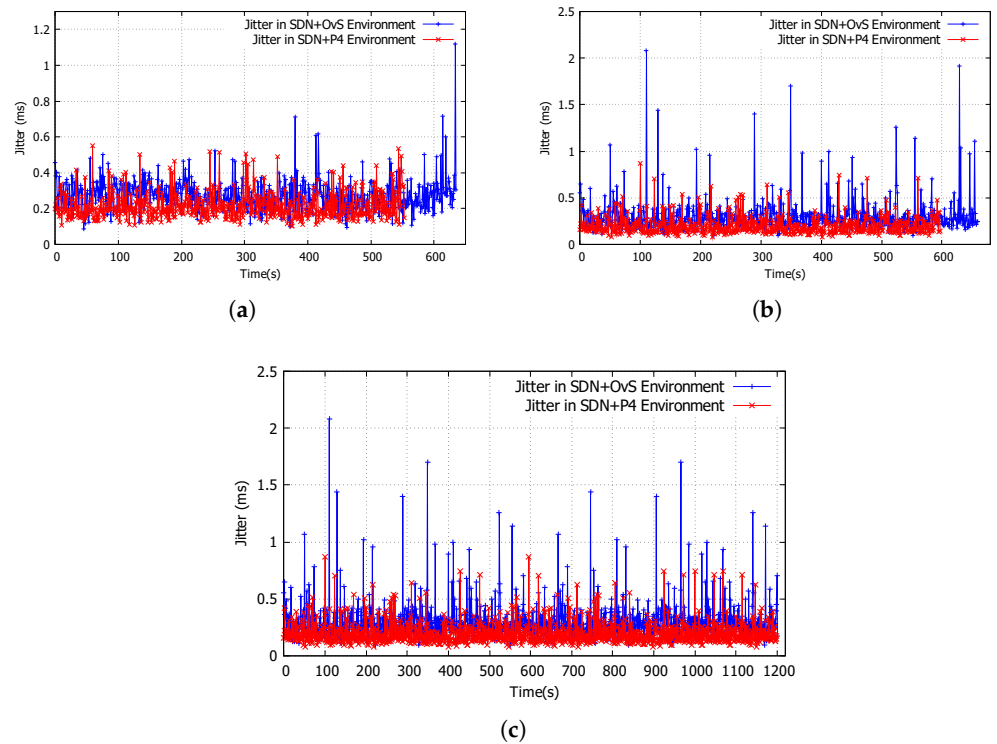 Jitter in SDN+OvS Environment
Jitter in SDN+P4 Environment
Jitter (ms)
1.2
1
0.8
0.6
0.4
0.2
0
0 100 200 300 400 500 600
Time(s)
(a)
Jitter in SDN+OvS Environment
Jitter in SDN+P4 Environment
Jitter (ms)
2.5
2
1.5
1
0.5
0
0 100 200 300 400 500 600
Time(s)
(b)
Jitter in SDN+OvS Environment
Jitter in SDN+P4 Environment
Jitter (ms)
2.5
2
1.5
1
0.5
0
0 100 200 300 400 500 600 700 800 900 1000 1100 1200
Time(s)
(c)